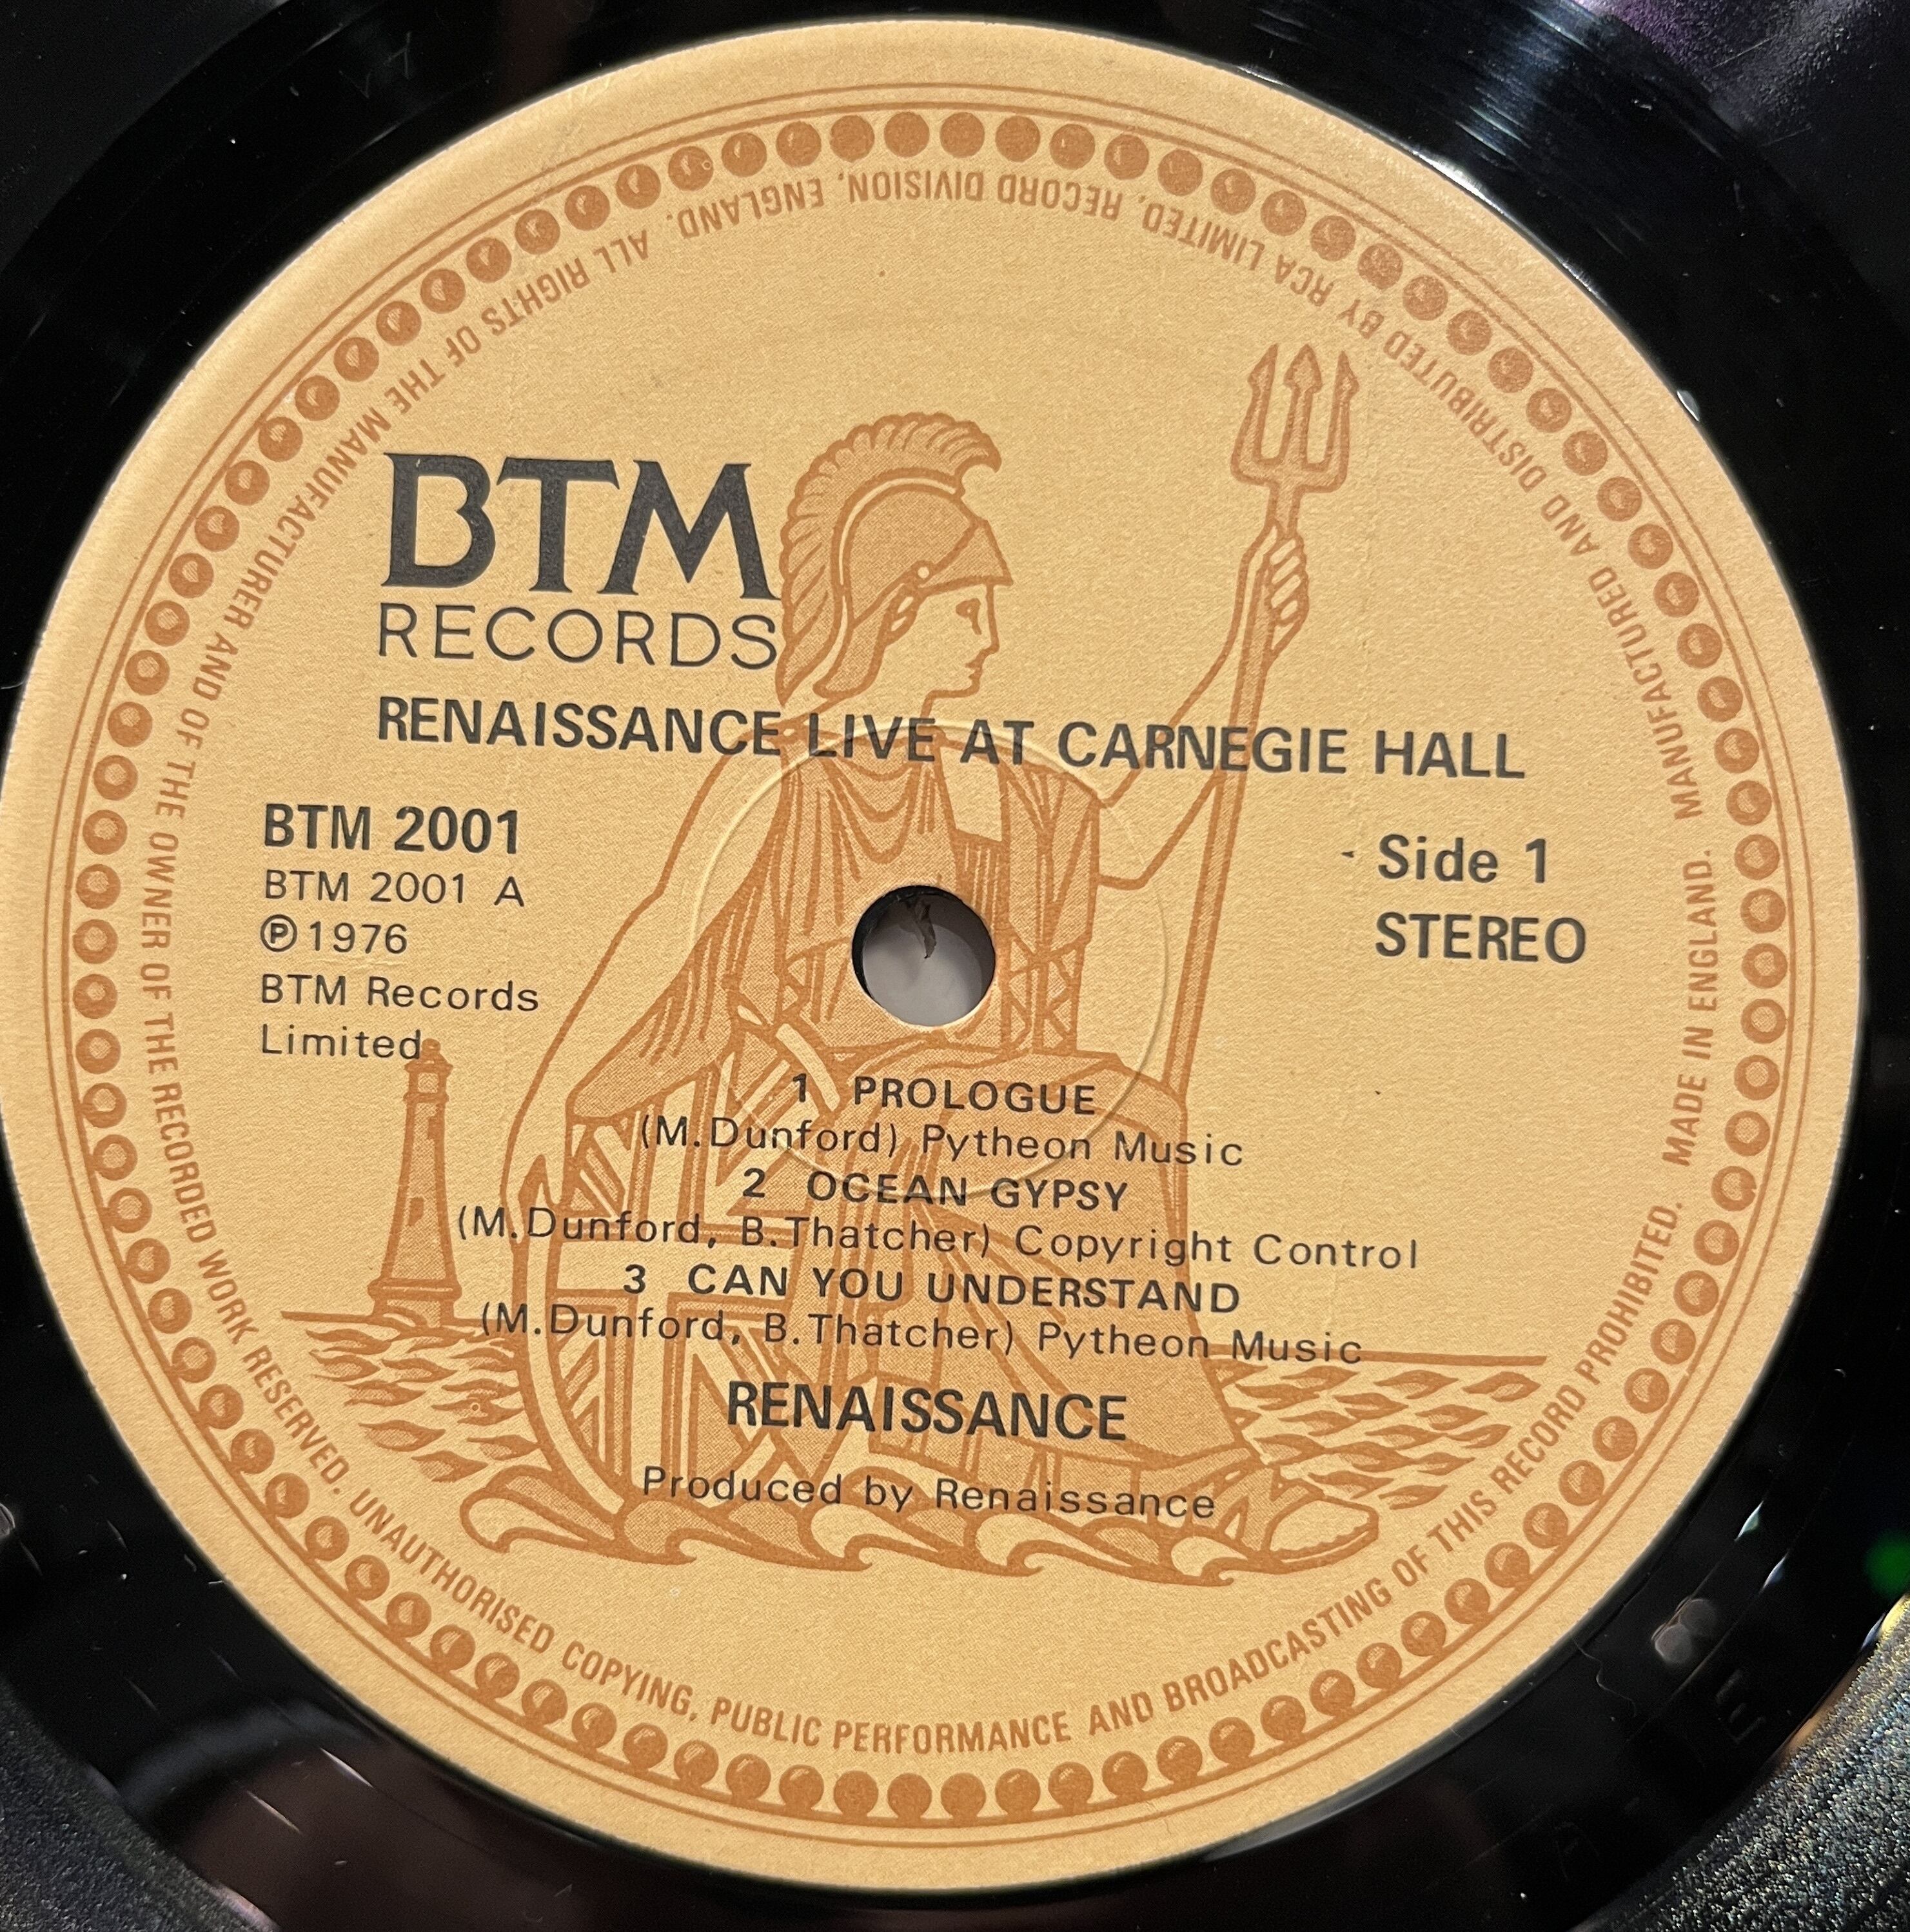 BTM
RECORDS
RENAISSANCE LIVE AT CARNEGIE HALL
BTM 2001
BTM 2001 A
Ⓟ1976
BTM Records
Limited
Side 1
STEREO
1 PROLOGUE
(M.Dunford) Pytheon Music
2 OCEAN GYPSY
(M.Dunford, B.Thatcher) Copyright Control
3 CAN YOU UNDERSTAND
(M.Dunford, B.Thatcher) Pytheon Music
RENAISSANCE
Produced by Renaissance
MANUFACTURED AND DISTRIBUTED BY RCA LIMITED, RECORD DIVISION, ENGLAND. ALL RIGHTS OF THE MANUFACTURER AND OF THE OWNER OF THE RECORDED WORK RESERVED. UNAUTHORISED COPYING, PUBLIC PERFORMANCE AND BROADCASTING OF THIS RECORD PROHIBITED. MADE IN ENGLAND.